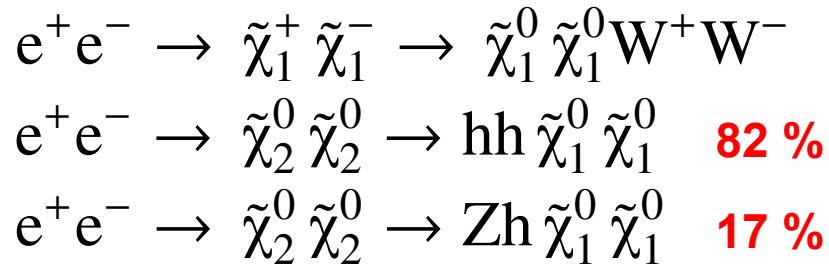 e⁺e⁻ → χ̃₁⁺ χ̃₁⁻ → χ̃₁⁰ χ̃₁⁰W⁺W⁻
e⁺e⁻ → χ̃₂⁰ χ̃₂⁰ → hh χ̃₁⁰ χ̃₁⁰ 82 %
e⁺e⁻ → χ̃₂⁰ χ̃₂⁰ → Zh χ̃₁⁰ χ̃₁⁰ 17 %